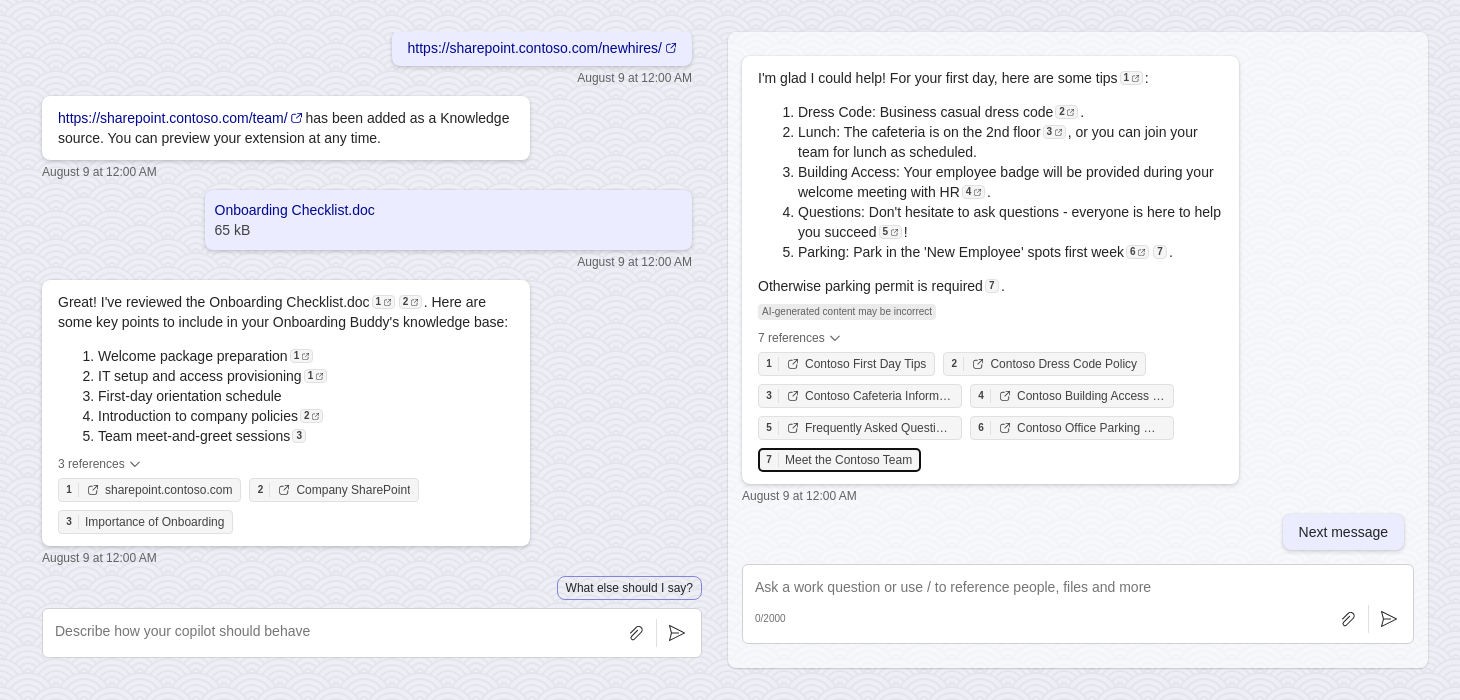 https://sharepoint.contoso.com/newhires/
August 9 at 12:00 AM
https://sharepoint.contoso.com/team/ has been added as a Knowledge
source. You can preview your extension at any time.
August 9 at 12:00 AM
Onboarding Checklist.doc
65 kB
August 9 at 12:00 AM
Great! I've reviewed the Onboarding Checklist.doc 1 2 . Here are
some key points to include in your Onboarding Buddy's knowledge base:
1. Welcome package preparation 1
2. IT setup and access provisioning 1
3. First-day orientation schedule
4. Introduction to company policies 2
5. Team meet-and-greet sessions 3
3 references
1 sharepoint.contoso.com 2 Company SharePoint
3 Importance of Onboarding
August 9 at 12:00 AM
What else should I say?
Describe how your copilot should behave
I'm glad I could help! For your first day, here are some tips 1 :
1. Dress Code: Business casual dress code 2 .
2. Lunch: The cafeteria is on the 2nd floor 3 , or you can join your
team for lunch as scheduled.
3. Building Access: Your employee badge will be provided during your
welcome meeting with HR 4 .
4. Questions: Don't hesitate to ask questions - everyone is here to help
you succeed 5 !
5. Parking: Park in the 'New Employee' spots first week 6 7 .
Otherwise parking permit is required 7 .
AI-generated content may be incorrect
7 references
1 Contoso First Day Tips 2 Contoso Dress Code Policy
3 Contoso Cafeteria Inform… 4 Contoso Building Access …
5 Frequently Asked Questi… 6 Contoso Office Parking …
7 Meet the Contoso Team
August 9 at 12:00 AM
Next message
Ask a work question or use / to reference people, files and more
0/2000